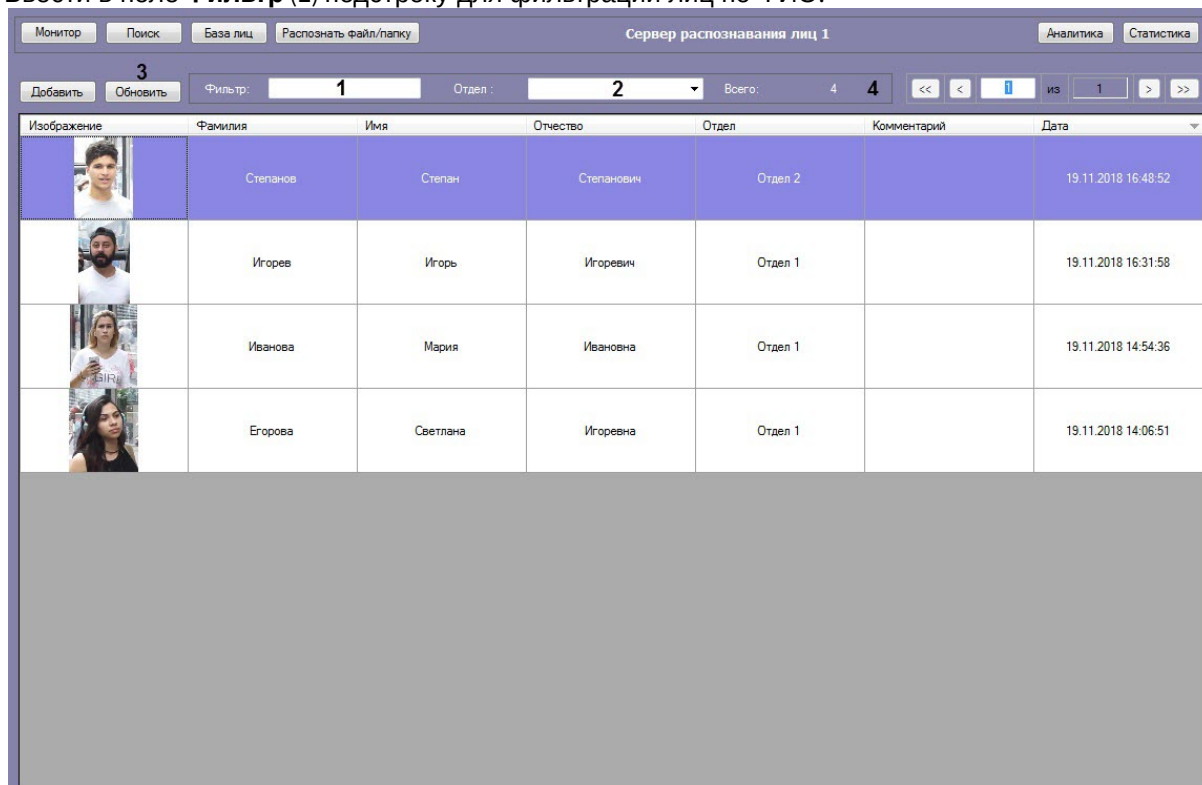 Ввести в поле Фильтр (1) подстроку для фильтрации лиц по ФИО.
Монитор Поиск База лиц Распознать файл/папку Сервер распознавания лиц 1 Аналитика Статистика
3
Добавить Обновить Фильтр: 1 Отдел : 2 Всего: 4 4 << < 1 из 1 > >>
Изображение Фамилия Имя Отчество Отдел Комментарий Дата
Степанов Степан Степанович Отдел 2 19.11.2018 16:48:52
Игорев Игорь Игоревич Отдел 1 19.11.2018 16:31:58
Иванова Мария Ивановна Отдел 1 19.11.2018 14:54:36
GIRL
Егорова Светлана Игоревна Отдел 1 19.11.2018 14:06:51